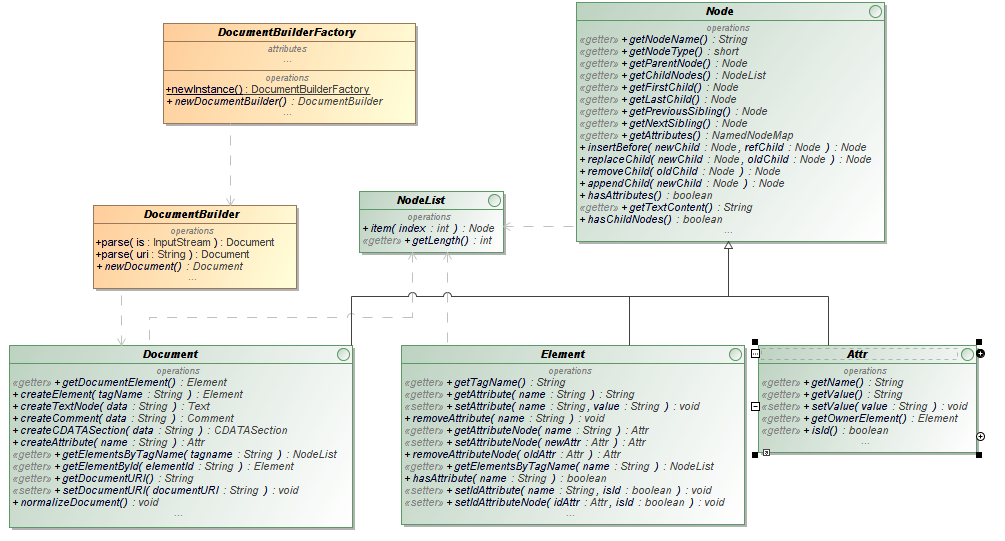 DocumentBuilderFactory
attributes
...
operations
+newInstance() : DocumentBuilderFactory
+newDocumentBuilder() : DocumentBuilder
...
Node
operations
«getter» +getNodeName() : String
«getter» +getNodeType() : short
«getter» +getParentNode() : Node
«getter» +getChildNodes() : NodeList
«getter» +getFirstChild() : Node
«getter» +getLastChild() : Node
«getter» +getPreviousSibling() : Node
«getter» +getNextSibling() : Node
«getter» +getAttributes() : NamedNodeMap
+insertBefore( newChild : Node, refChild : Node ) : Node
+replaceChild( newChild : Node, oldChild : Node ) : Node
+removeChild( oldChild : Node ) : Node
+appendChild( newChild : Node ) : Node
+hasAttributes() : boolean
«getter» +getTextContent() : String
+hasChildNodes() : boolean
...
DocumentBuilder
operations
+parse( is : InputStream ) : Document
+parse( uri : String ) : Document
+newDocument() : Document
...
NodeList
operations
+item( index : int ) : Node
«getter» +getLength() : int
Document
operations
«getter» +getDocumentElement() : Element
+createElement( tagName : String ) : Element
+createTextNode( data : String ) : Text
+createComment( data : String ) : Comment
+createCDATASection( data : String ) : CDATASection
+createAttribute( name : String ) : Attr
«getter» +getElementsByTagName( tagname : String ) : NodeList
«getter» +getElementById( elementId : String ) : Element
«getter» +getDocumentURI() : String
«setter» +setDocumentURI( documentURI : String ) : void
+normalizeDocument() : void
...
Element
operations
«getter» +getTagName() : String
«getter» +getAttribute( name : String ) : String
«setter» +setAttribute( name : String, value : String ) : void
+removeAttribute( name : String ) : void
«getter» +getAttributeNode( name : String ) : Attr
«setter» +setAttributeNode( newAttr : Attr ) : Attr
+removeAttributeNode( oldAttr : Attr ) : Attr
«getter» +getElementsByTagName( name : String ) : NodeList
+hasAttribute( name : String ) : boolean
«setter» +setIdAttribute( name : String, isId : boolean ) : void
«setter» +setIdAttributeNode( idAttr : Attr, isId : boolean ) : void
...
Attr
operations
«getter» +getName() : String
«getter» +getValue() : String
«setter» +setValue( value : String ) : void
«getter» +getOwnerElement() : Element
+isId() : boolean
...